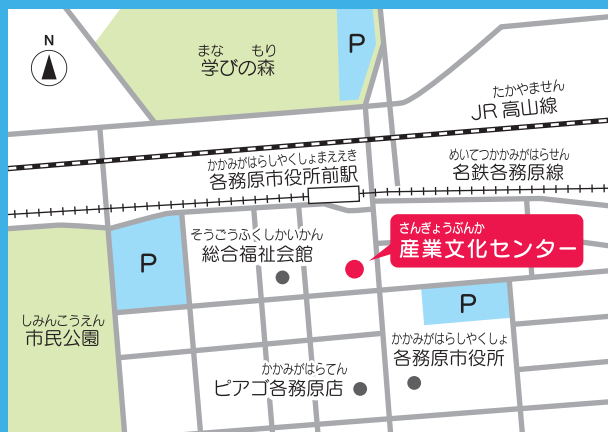 N
まな もり
学びの森
P
たかやません
JR 高山線
かかみがはらしやくしょまええき
各務原市役所前駅
めいてつかかみがはらせん
名鉄各務原線
さんぎょうぶんか
産業文化センター
そうごうふくしかいかん
総合福祉会館
P
P
しみんこうえん
市民公園
かかみがはらしやくしょ
各務原市役所
かかみがはらてん
ピアゴ各務原店